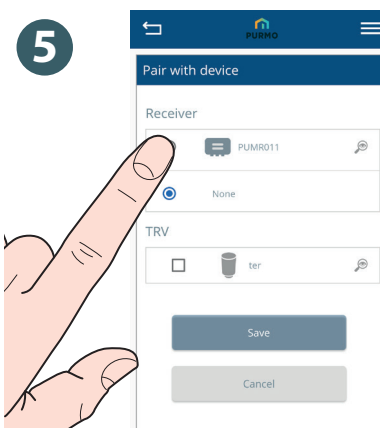 5
PURMO
Pair with device
Receiver
PUMR011
None
TRV
ter
Save
Cancel